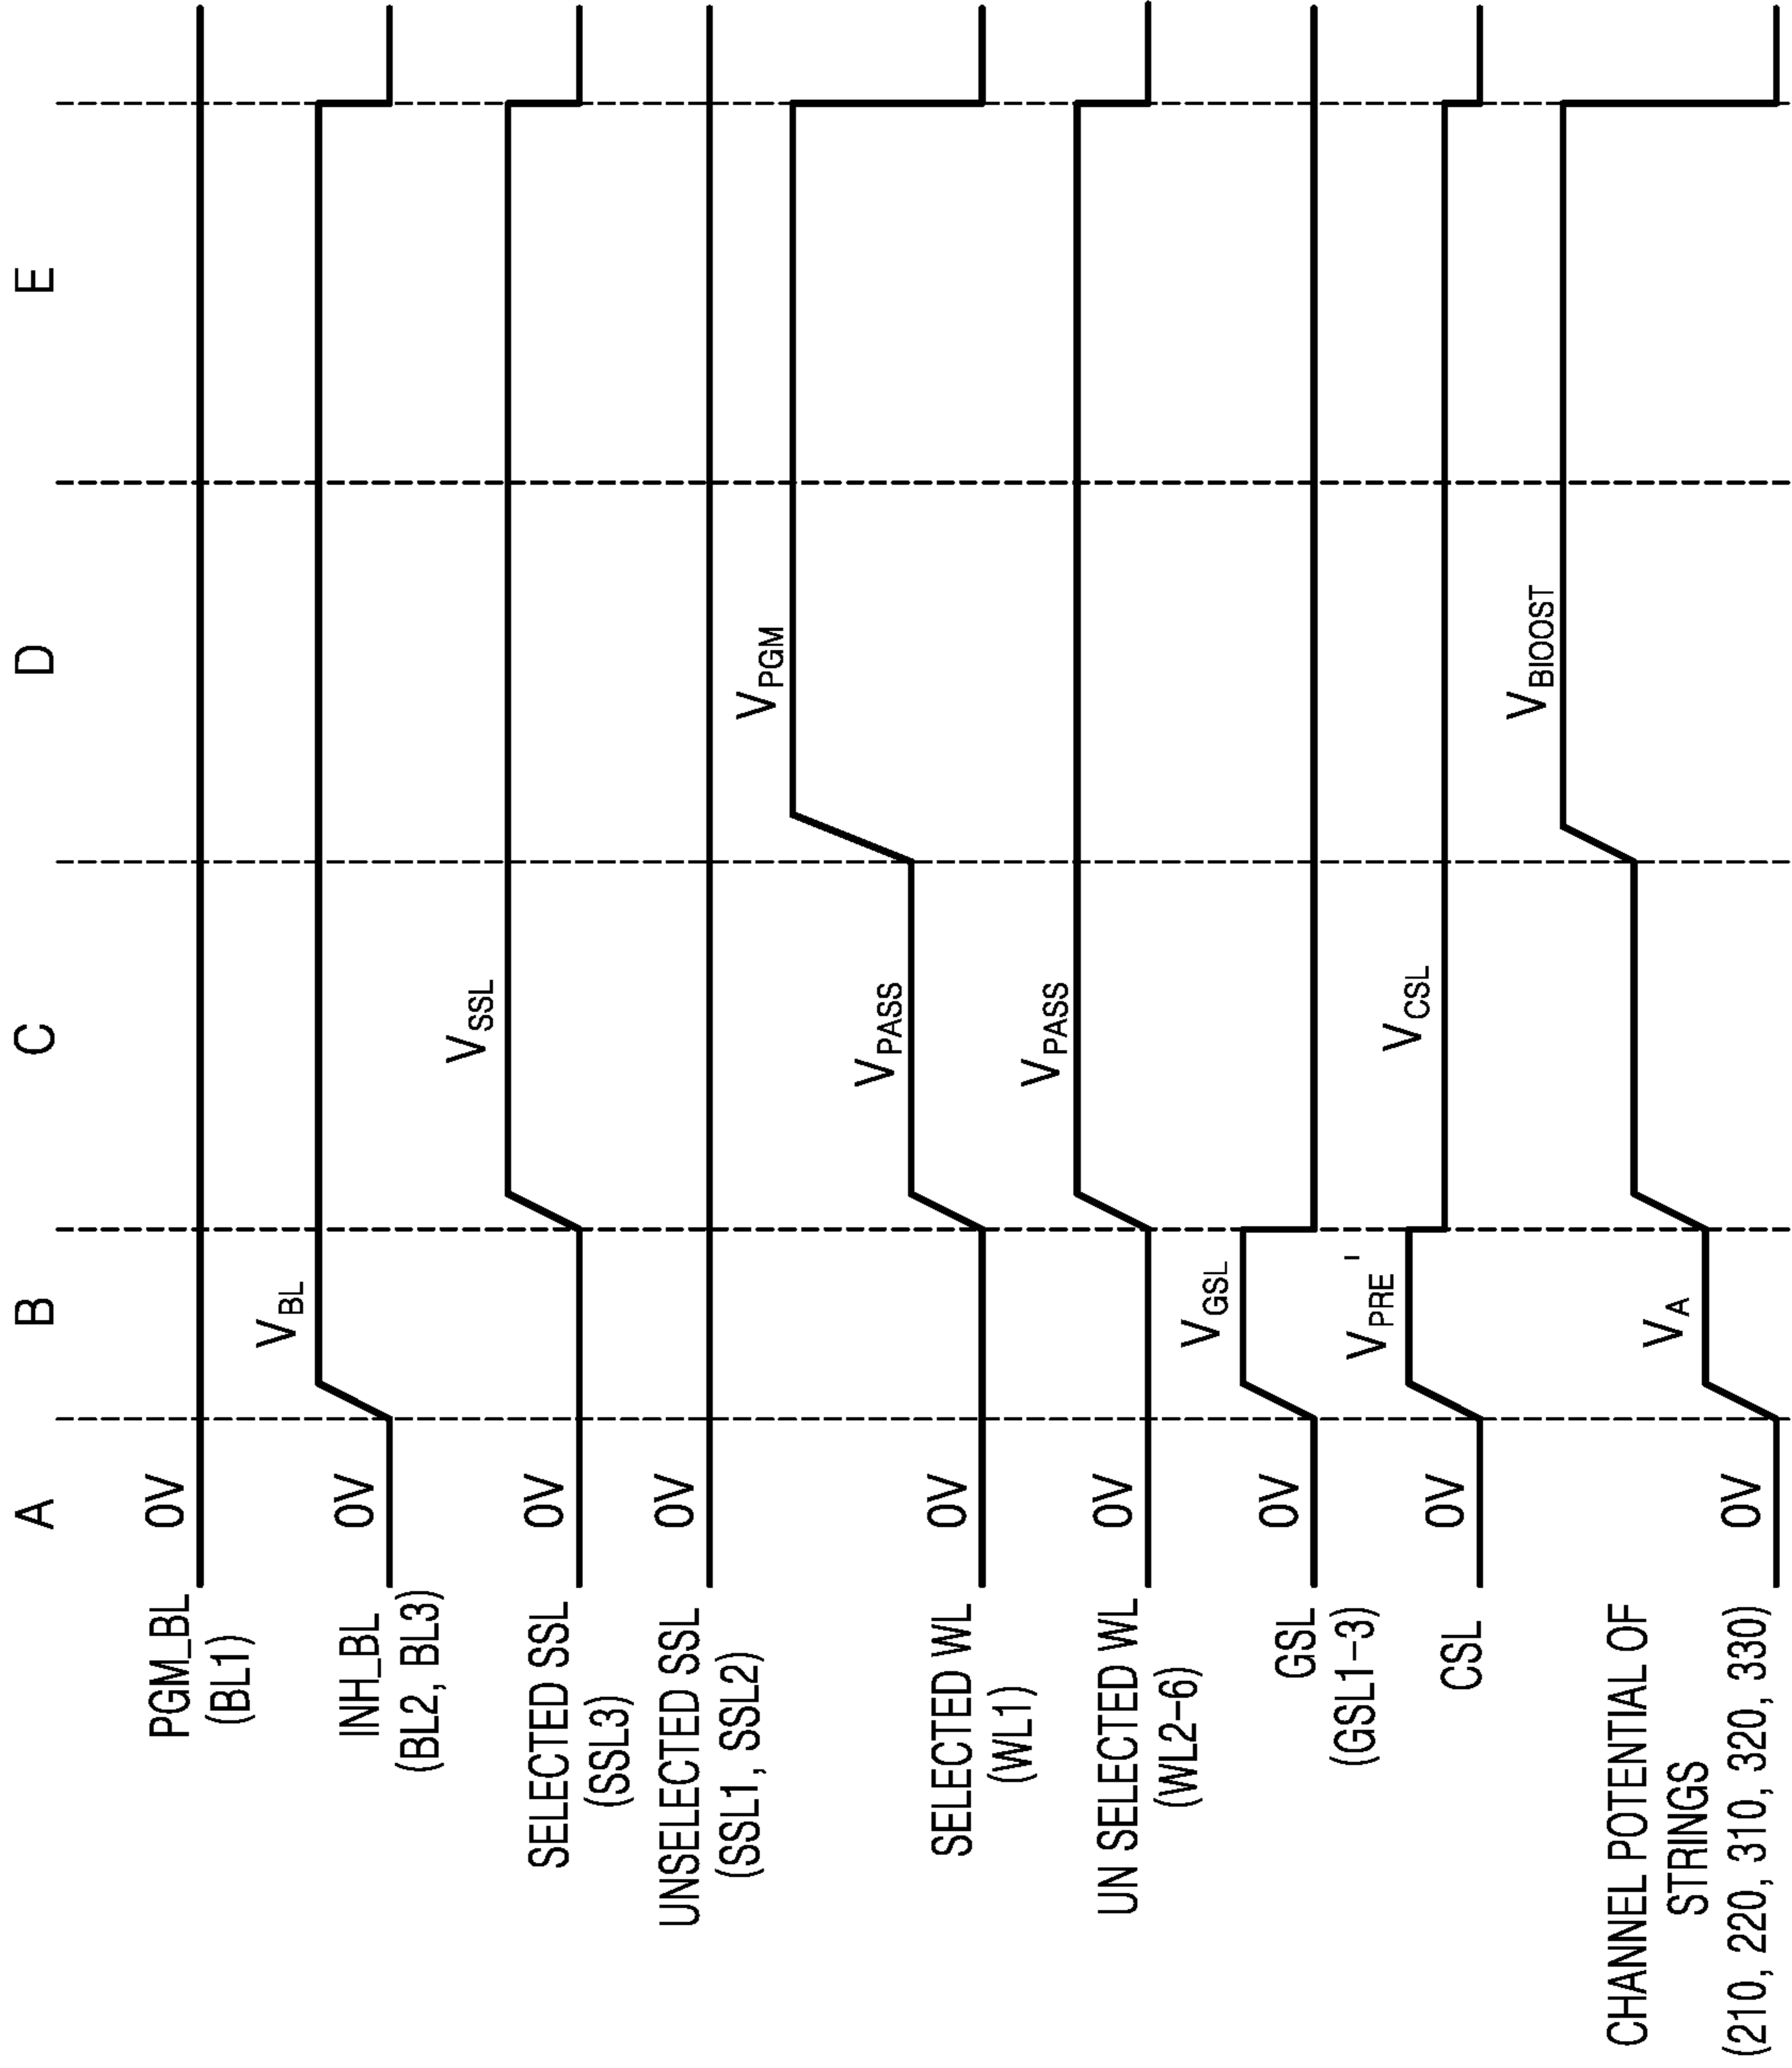 A B C D E
PGM_BL
(BL1)
0V
INH_BL
(BL2, BL3)
0V
V_BL
SELECTED SSL
(SSL3)
0V
V_SSL
UNSELECTED SSL
(SSL1, SSL2)
0V
SELECTED WL
(WL1)
0V
V_PASS
V_PGM
UN SELECTED WL
(WL2-6)
0V
V_PASS
GSL
(GSL1-3)
0V
V_GSL
CSL
0V
V_PRE'
V_CSL
CHANNEL POTENTIAL OF
STRINGS
(210, 220, 310, 320, 330)
0V
V_A
V_BIOOST